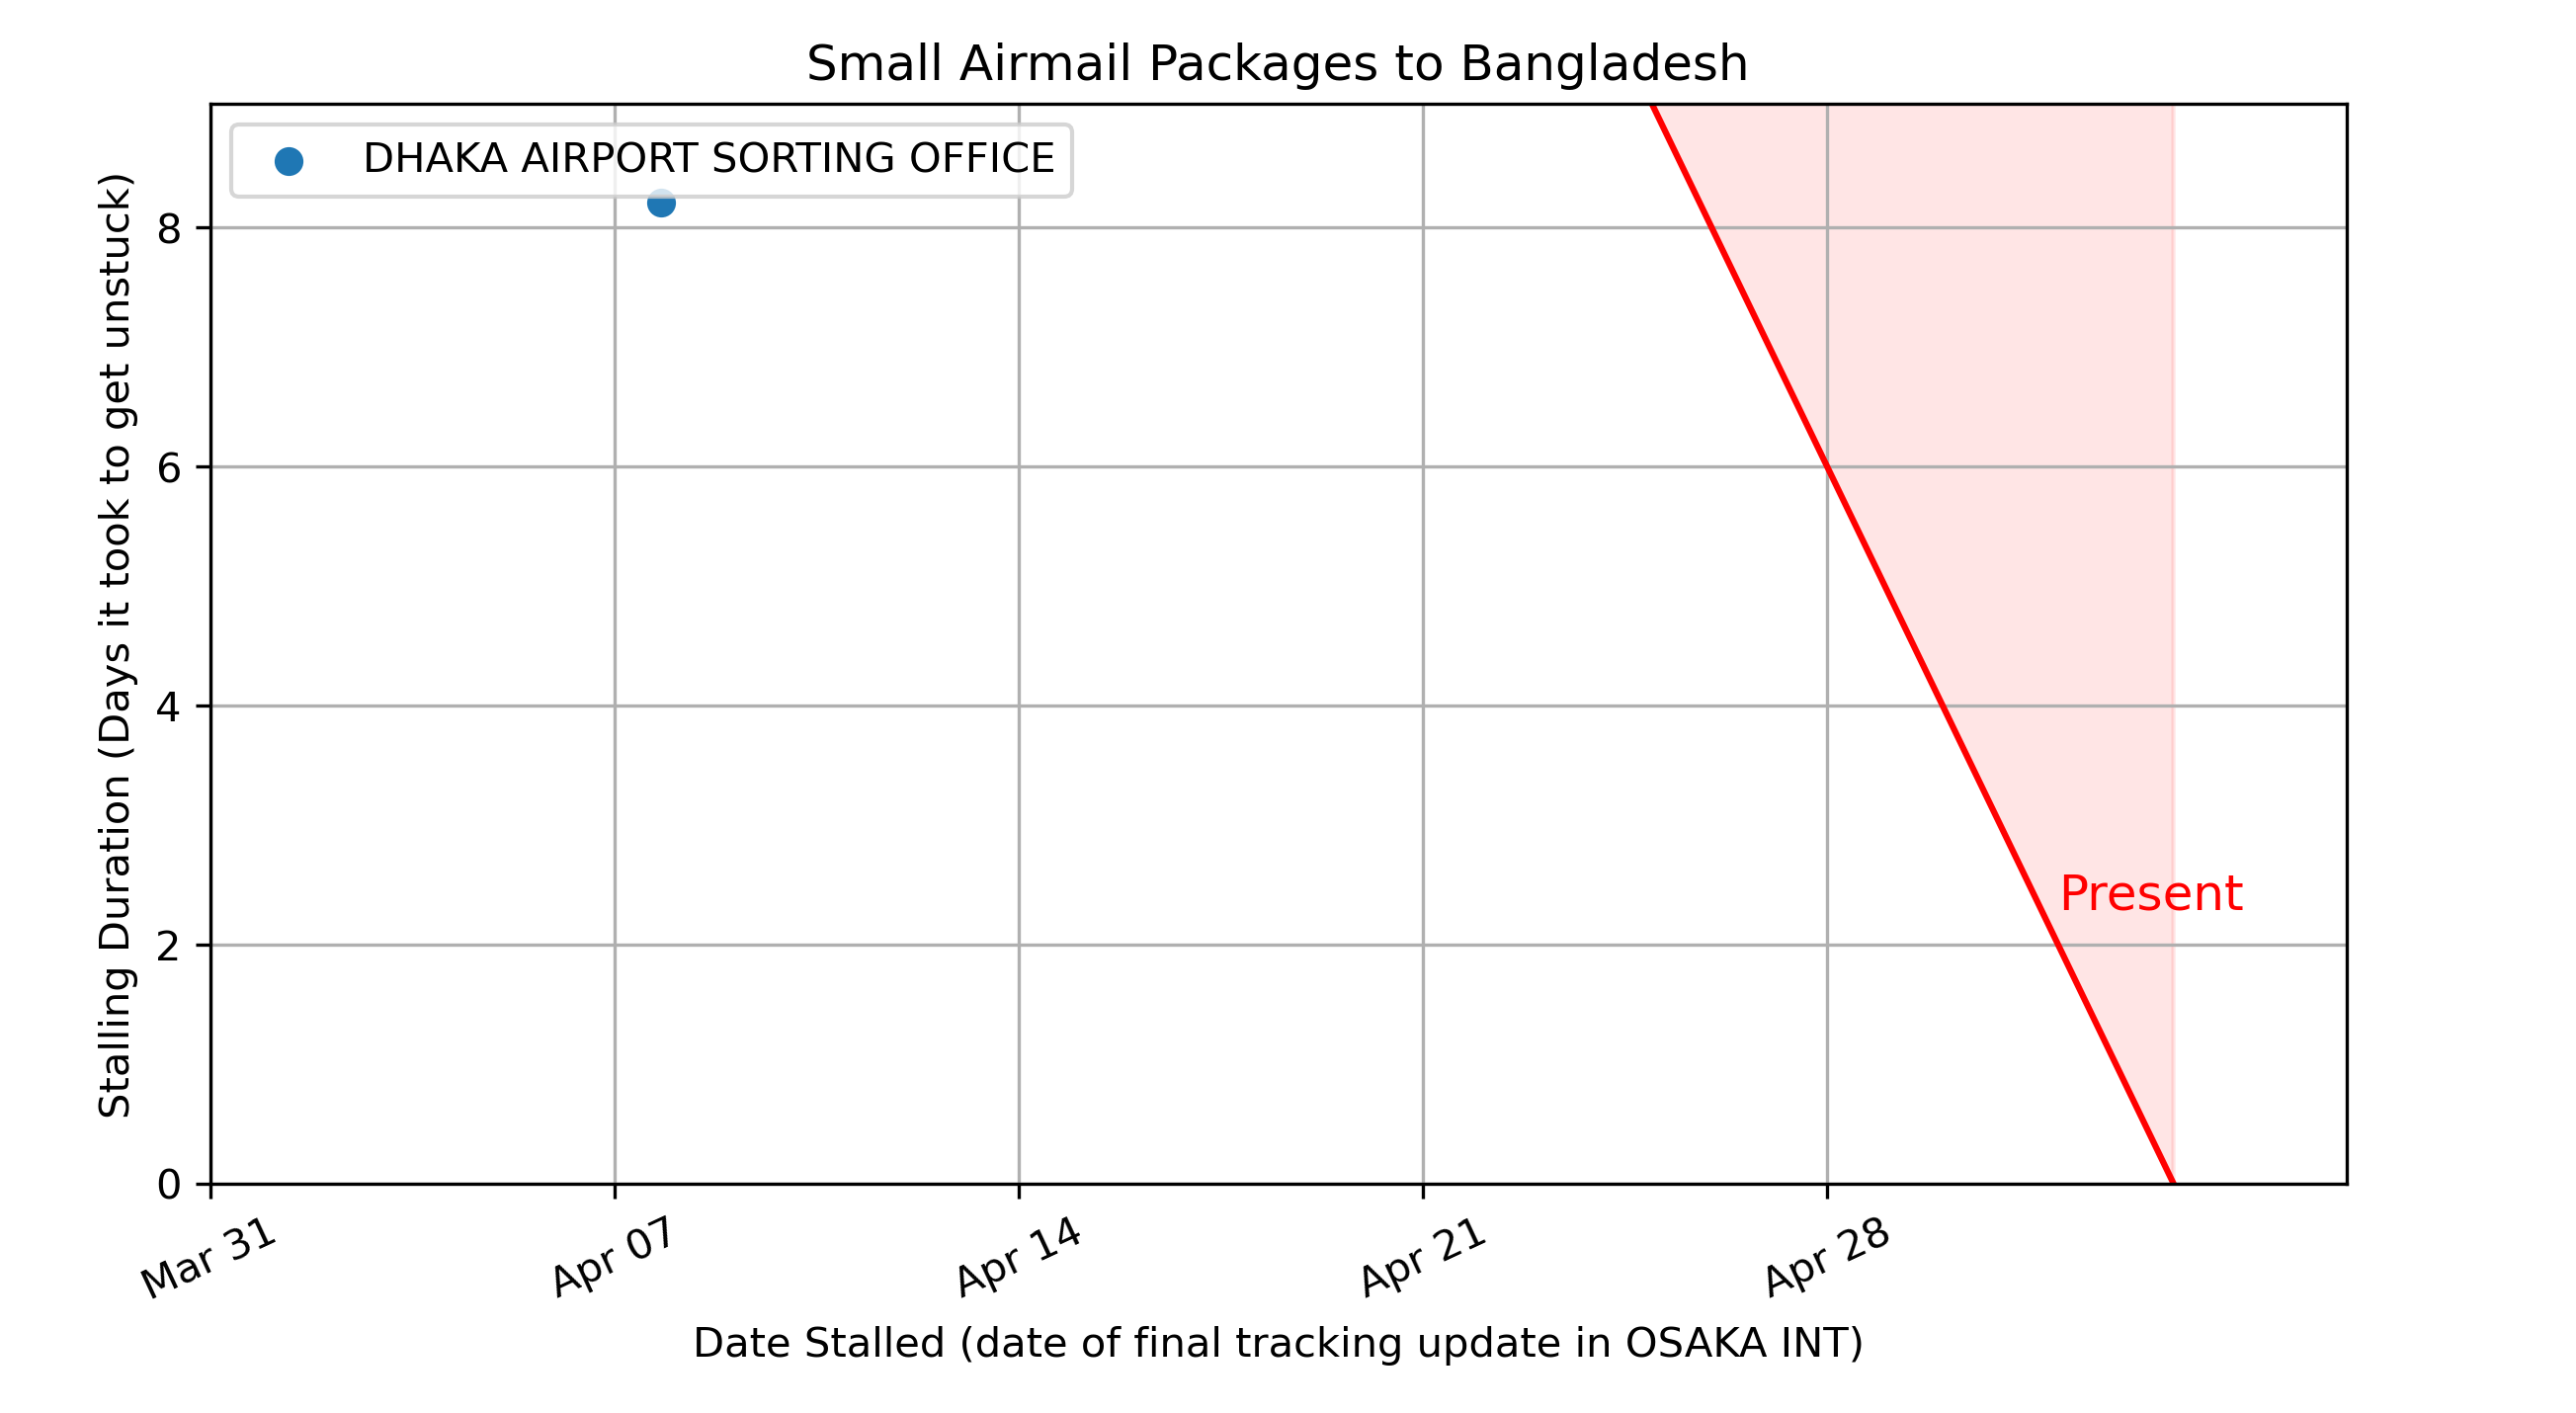 Small Airmail Packages to Bangladesh
DHAKA AIRPORT SORTING OFFICE
Stalling Duration (Days it took to get unstuck)
8
6
4
2
0
Present
Mar 31
Apr 07
Apr 14
Apr 21
Apr 28
Date Stalled (date of final tracking update in OSAKA INT)